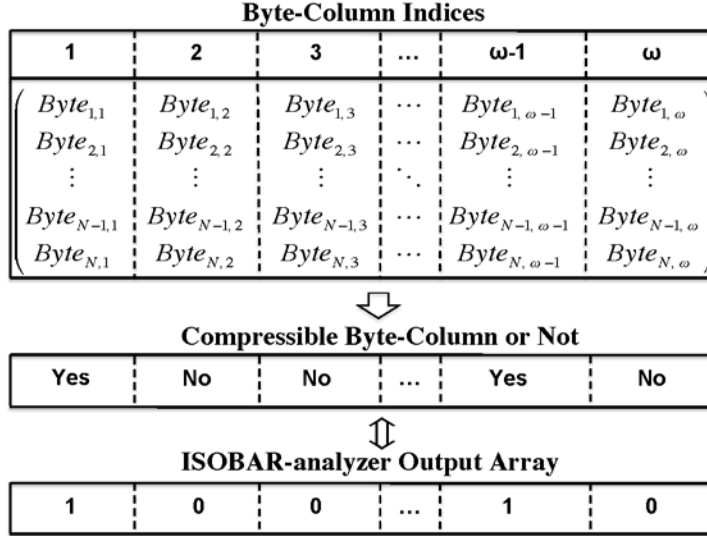 Byte-Column Indices
1 2 3 ... ω-1 ω
Byte1,1 Byte1,2 Byte1,3 ⋯ Byte1, ω−1 Byte1, ω
Byte2,1 Byte2,2 Byte2,3 ⋯ Byte2, ω−1 Byte2, ω
⋮ ⋮ ⋮ ⋱ ⋮ ⋮
ByteN−1,1 ByteN−1,2 ByteN−1,3 ⋯ ByteN−1, ω−1 ByteN−1, ω
ByteN,1 ByteN,2 ByteN,3 ⋯ ByteN, ω−1 ByteN, ω
Compressible Byte-Column or Not
Yes No No ... Yes No
ISOBAR-analyzer Output Array
1 0 0 ... 1 0